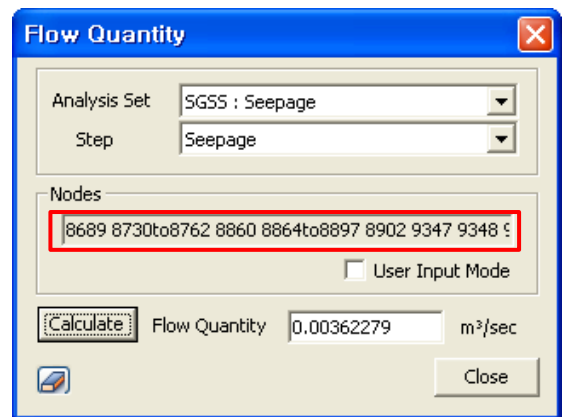 Flow Quantity
Analysis Set SGSS : Seepage
Step Seepage
Nodes
8689 8730to8762 8860 8864to8897 8902 9347 9348 9
User Input Mode
Calculate Flow Quantity 0.00362279 m³/sec
Close